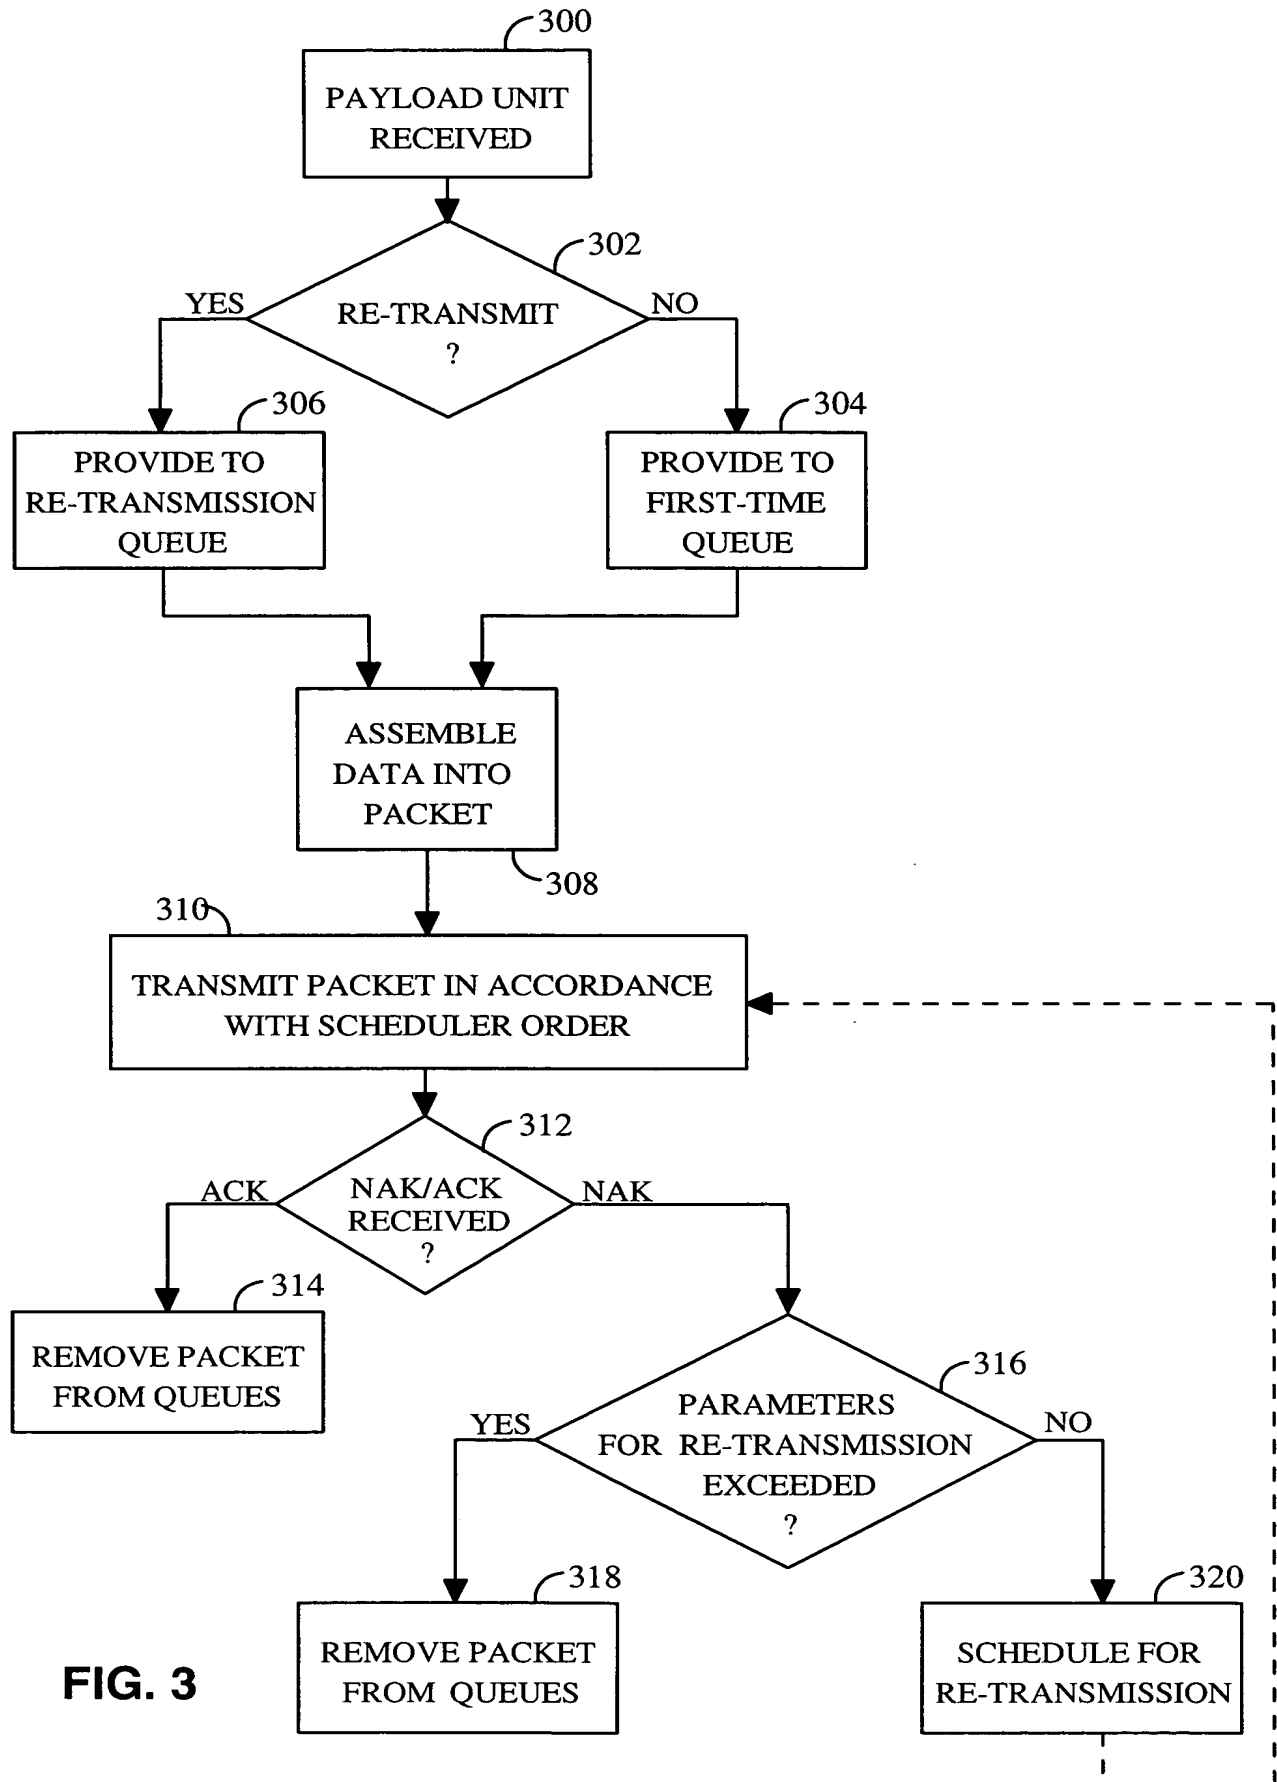 300
PAYLOAD UNIT
RECEIVED
302
YES
RE-TRANSMIT
?
NO
306
PROVIDE TO
RE-TRANSMISSION
QUEUE
304
PROVIDE TO
FIRST-TIME
QUEUE
ASSEMBLE
DATA INTO
PACKET
308
310
TRANSMIT PACKET IN ACCORDANCE
WITH SCHEDULER ORDER
312
ACK
NAK/ACK
RECEIVED
?
NAK
314
REMOVE PACKET
FROM QUEUES
316
YES
PARAMETERS
FOR RE-TRANSMISSION
EXCEEDED
?
NO
318
REMOVE PACKET
FROM QUEUES
320
SCHEDULE FOR
RE-TRANSMISSION
FIG. 3